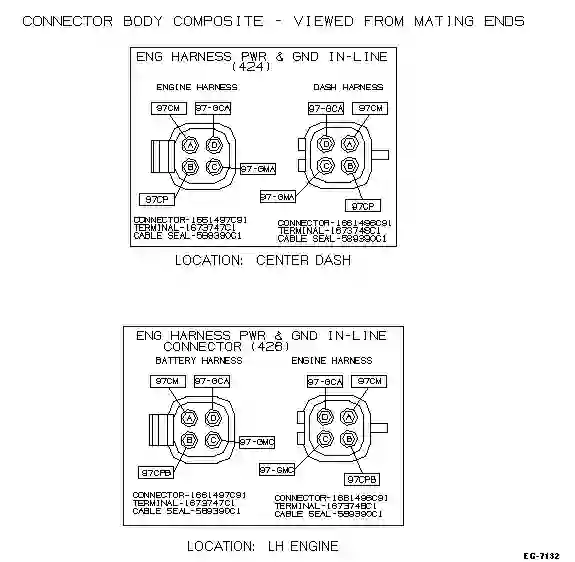 CONNECTOR BODY COMPOSITE - VIEWED FROM MATING ENDS
ENG HARNESS PWR & GND IN-LINE
(424)
ENGINE HARNESS
97CM 97-GCA
A D
B C
97-GMA
97CP
CONNECTOR-1661497C91
TERMINAL-1673747C1
CABLE SEAL-589390C1
DASH HARNESS
97-GCA 97CM
D A
C B
97-GMA
97CP
CONNECTOR-1661496C91
TERMINAL-1673748C1
CABLE SEAL-589390C1
LOCATION: CENTER DASH
ENG HARNESS PWR & GND IN-LINE
CONNECTOR (426)
BATTERY HARNESS
97CM 97-GCA
A D
B C
97-GMC
97CPB
CONNECTOR-1661497C91
TERMINAL-1673747C1
CABLE SEAL-589390C1
ENGINE HARNESS
97-GCA 97CM
D A
C B
97-GMC
97CPB
CONNECTOR-1661496C91
TERMINAL-1673748C1
CABLE SEAL-589390C1
LOCATION: LH ENGINE
EG-7132